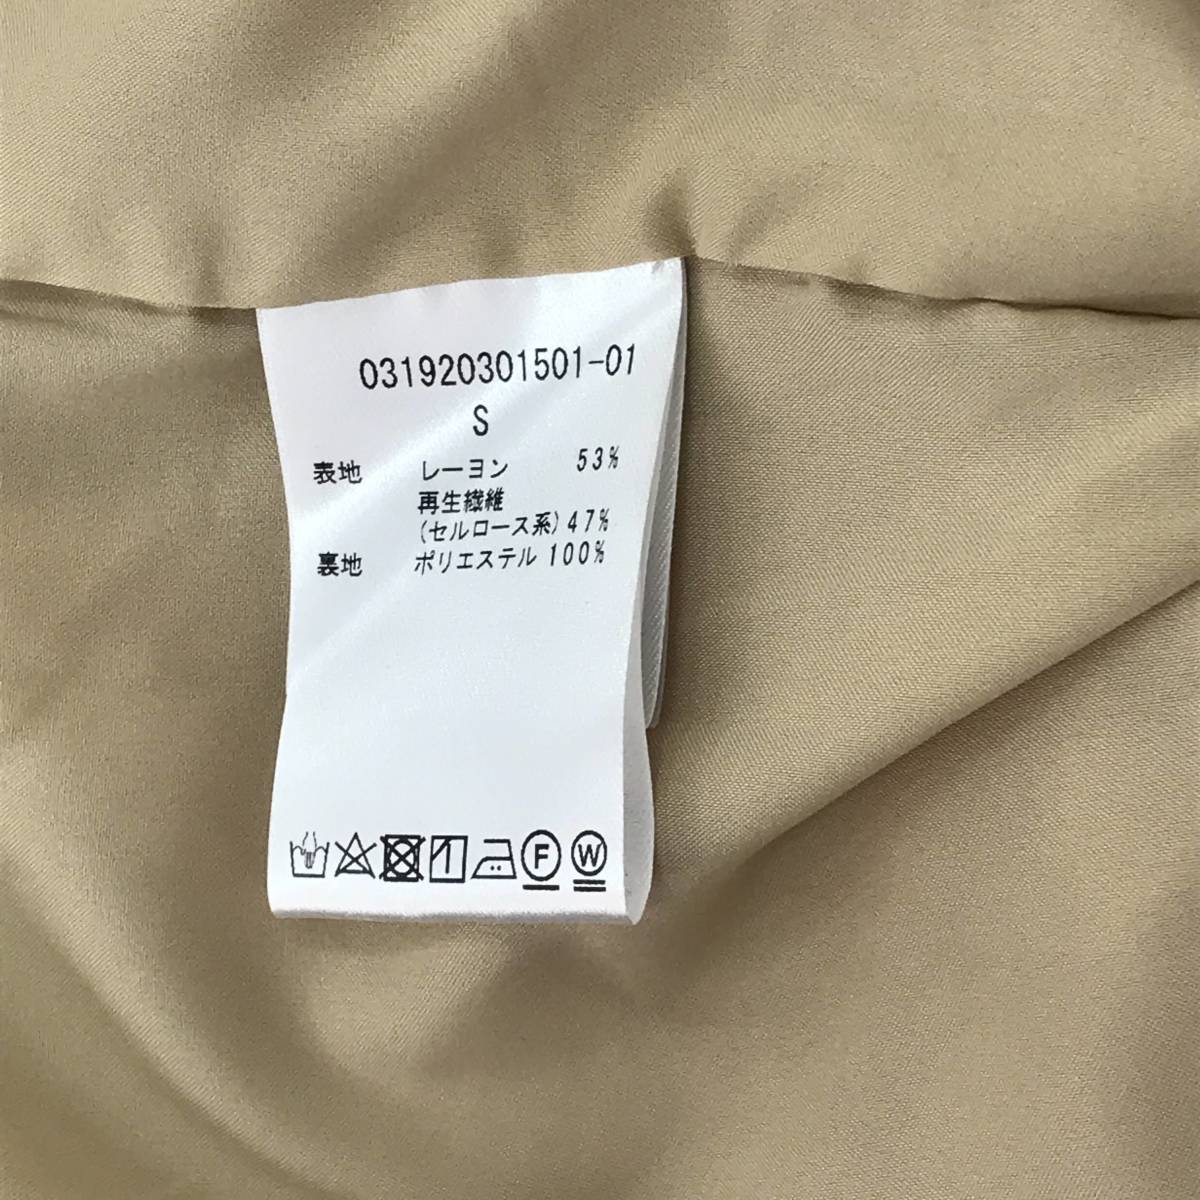 031920301501-01
S
表地 レーヨン 53%
再生繊維
(セルロース系) 47%
裏地 ポリエステル 100%
F W